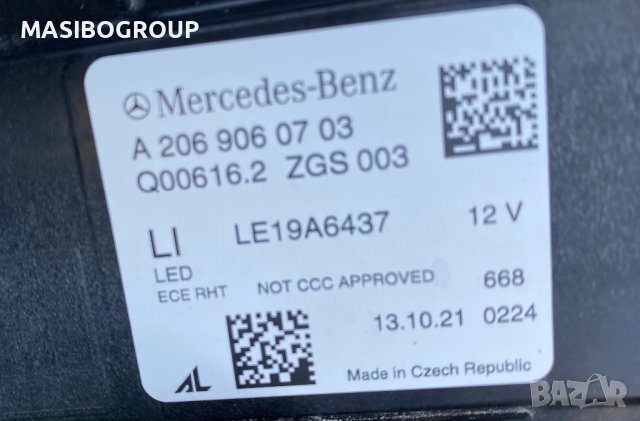 MASIBOGROUP
Mercedes-Benz
A 206 906 07 03
Q00616.2 ZGS 003
LI LE19A6437 12 V
LED
ECE RHT NOT CCC APPROVED 668
13.10.21 0224
AL Made in Czech Republic
BAZAR